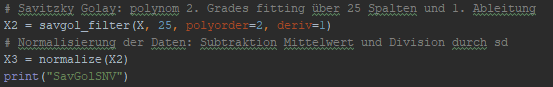 # Savitzky Golay: polynom 2. Grades fitting über 25 Spalten und 1. Ableitung
X2 = savgol_filter(X, 25, polyorder=2, deriv=1)
# Normalisierung der Daten: Subtraktion Mittelwert und Division durch sd
X3 = normalize(X2)
print("SavGolSNV")